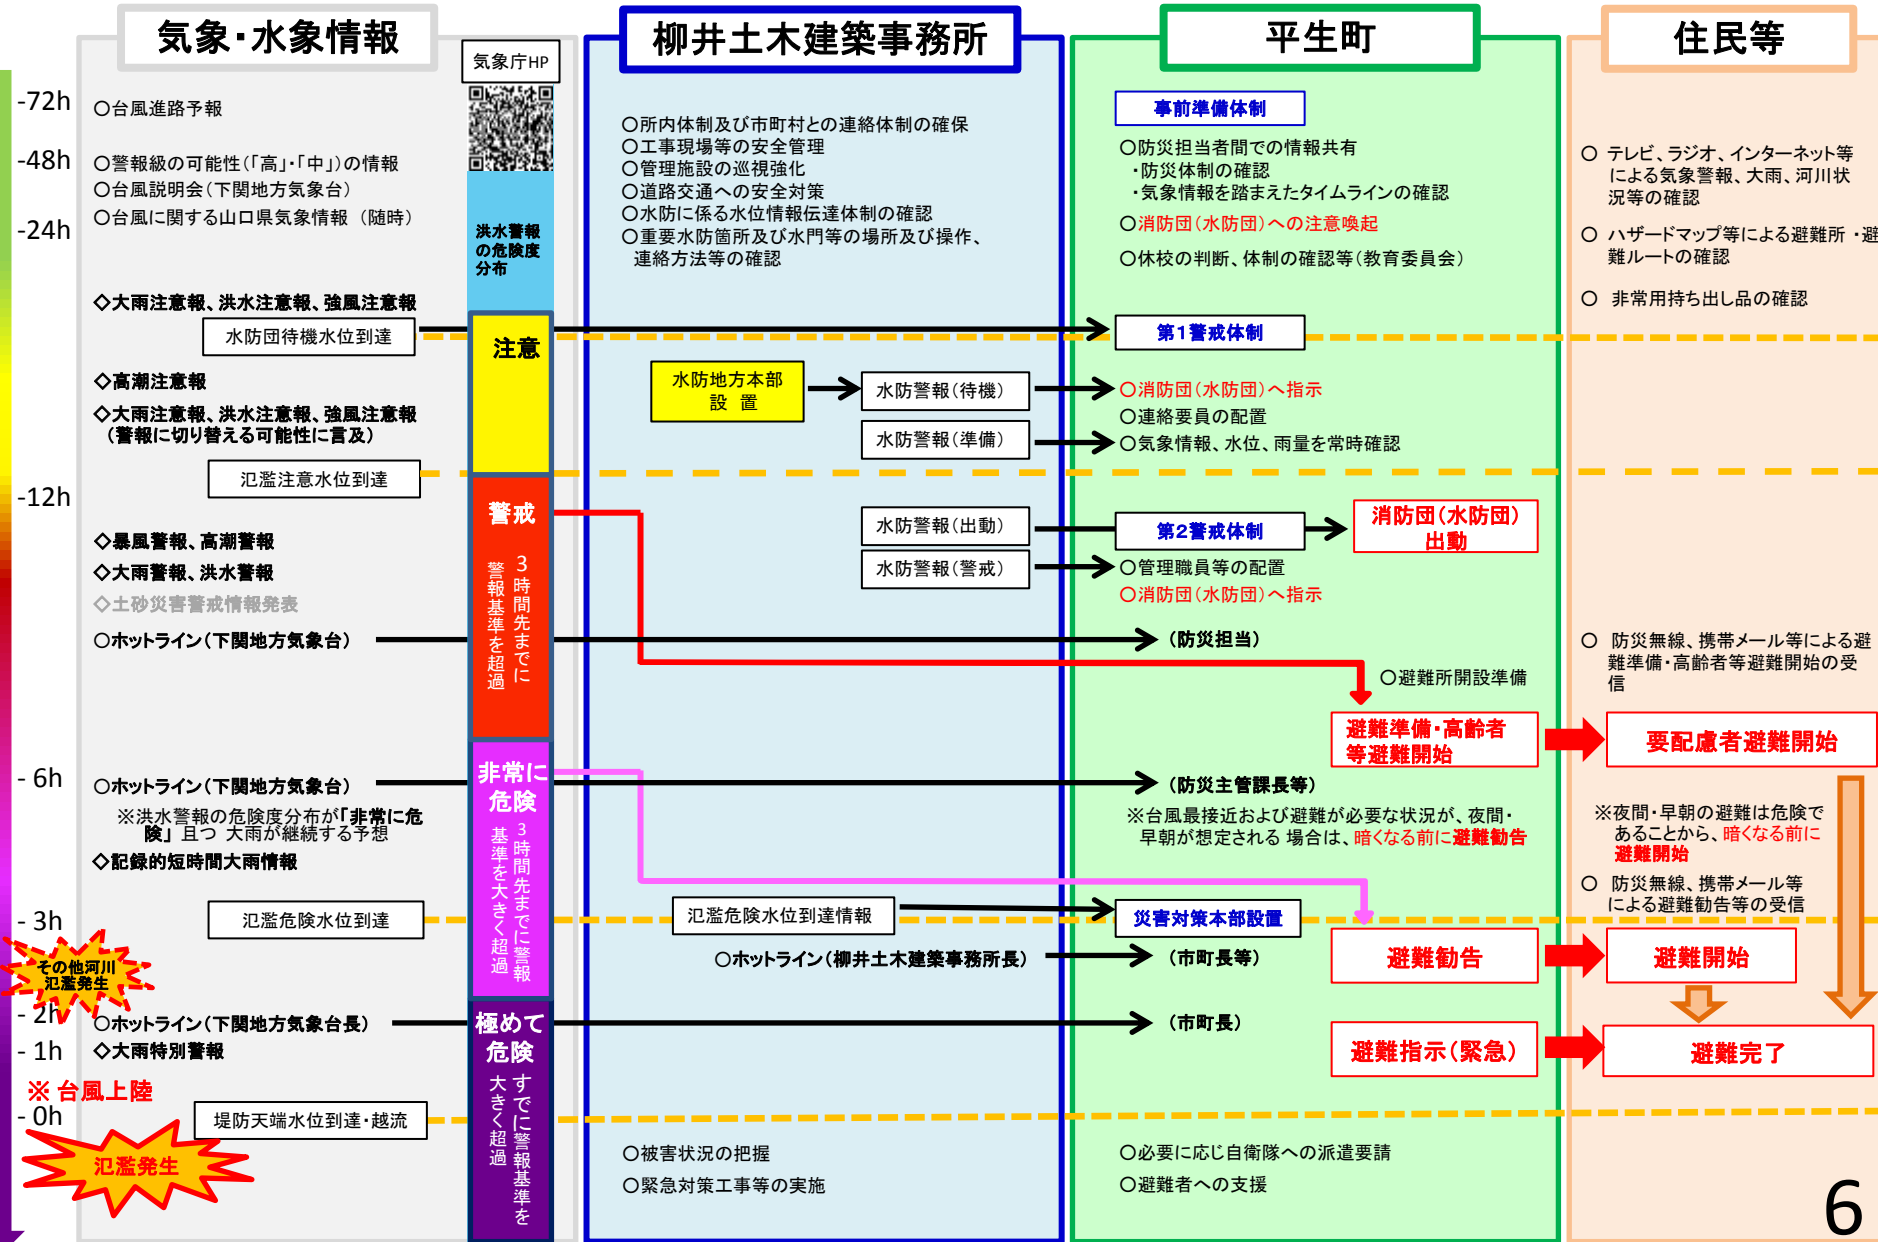 気象・水象情報
気象庁HP
-72h
-48h
-24h
-12h
- 6h
- 3h
- 2h
- 1h
- 0h
○台風進路予報
○警報級の可能性(「高」・「中」)の情報
○台風説明会(下関地方気象台)
○台風に関する山口県気象情報 (随時)
◇大雨注意報、洪水注意報、強風注意報
水防団待機水位到達
◇高潮注意報
◇大雨注意報、洪水注意報、強風注意報
(警報に切り替える可能性に言及)
氾濫注意水位到達
◇暴風警報、高潮警報
◇大雨警報、洪水警報
◇土砂災害警戒情報発表
○ホットライン(下関地方気象台)
○ホットライン(下関地方気象台)
※洪水警報の危険度分布が「非常に危
険」 且つ 大雨が継続する予想
◇記録的短時間大雨情報
氾濫危険水位到達
その他河川
氾濫発生
○ホットライン(下関地方気象台長)
◇大雨特別警報
※ 台風上陸
堤防天端水位到達・越流
氾濫発生
洪水警報
の危険度
分布
注意
警戒
3時間先までに
警報基準を超過
非常に
危険
3時間先までに警報
基準を大きく超過
極めて
危険
すでに警報基準を
大きく超過
柳井土木建築事務所
○所内体制及び市町村との連絡体制の確保
○工事現場等の安全管理
○管理施設の巡視強化
○道路交通への安全対策
○水防に係る水位情報伝達体制の確認
○重要水防箇所及び水門等の場所及び操作、
連絡方法等の確認
水防地方本部
設 置
水防警報(待機)
水防警報(準備)
水防警報(出動)
水防警報(警戒)
氾濫危険水位到達情報
○ホットライン(柳井土木建築事務所長)
○被害状況の把握
○緊急対策工事等の実施
平生町
事前準備体制
○防災担当者間での情報共有
・防災体制の確認
・気象情報を踏まえたタイムラインの確認
○消防団(水防団)への注意喚起
○休校の判断、体制の確認等(教育委員会)
第1警戒体制
○消防団(水防団)へ指示
○連絡要員の配置
○気象情報、水位、雨量を常時確認
第2警戒体制
消防団(水防団)
出動
○管理職員等の配置
○消防団(水防団)へ指示
(防災担当)
○避難所開設準備
避難準備・高齢者
等避難開始
(防災主管課長等)
※台風最接近および避難が必要な状況が、夜間・
早朝が想定される 場合は、暗くなる前に避難勧告
災害対策本部設置
(市町長等)
避難勧告
(市町長)
避難指示(緊急)
○必要に応じ自衛隊への派遣要請
○避難者への支援
住民等
○ テレビ、ラジオ、インターネット等
による気象警報、大雨、河川状
況等の確認
○ ハザードマップ等による避難所 ・避
難ルートの確認
○ 非常用持ち出し品の確認
○ 防災無線、携帯メール等による避
難準備・高齢者等避難開始の受
信
要配慮者避難開始
※夜間・早朝の避難は危険で
あることから、暗くなる前に
避難開始
○ 防災無線、携帯メール等
による避難勧告等の受信
避難開始
避難完了
6